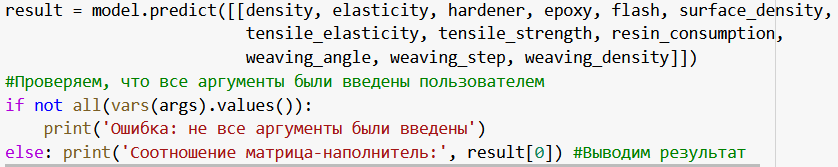 result = model.predict([[density, elasticity, hardener, epoxy, flash, surface_density,
tensile_elasticity, tensile_strength, resin_consumption,
weaving_angle, weaving_step, weaving_density]])
#Проверяем, что все аргументы были введены пользователем
if not all(vars(args).values()):
print('Ошибка: не все аргументы были введены')
else: print('Соотношение матрица-наполнитель:', result[0]) #Выводим результат